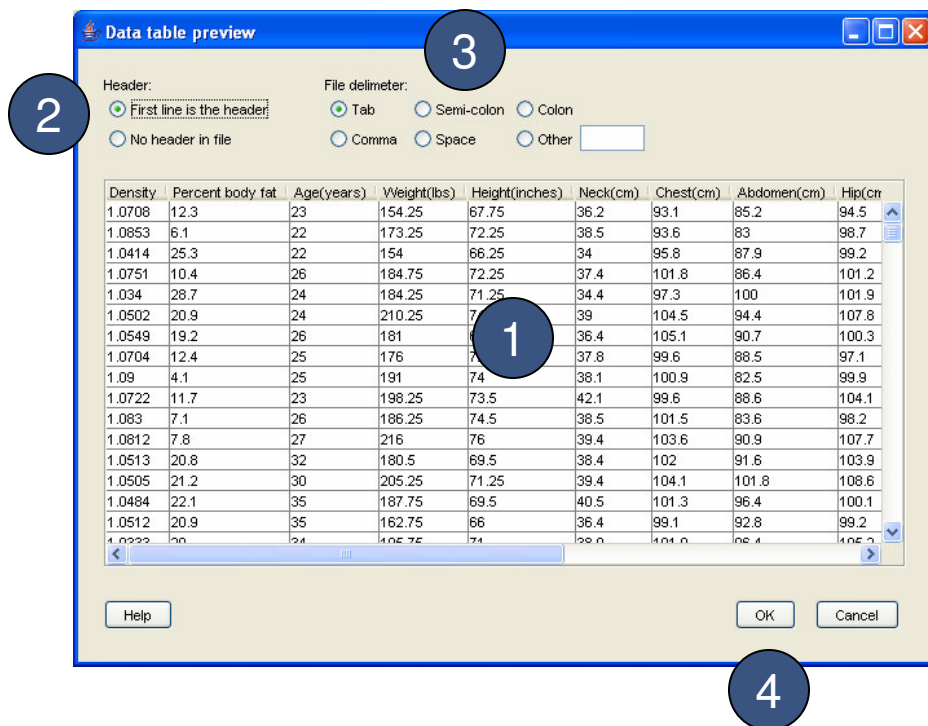 Data table preview
3
2
Header: File delimeter:
First line is the header Tab Semi-colon Colon
No header in file Comma Space Other
Density Percent body fat Age(years) Weight(lbs) Height(inches) Neck(cm) Chest(cm) Abdomen(cm) Hip(cm
1.0708 12.3 23 154.25 67.75 36.2 93.1 85.2 94.5
1.0853 6.1 22 173.25 72.25 38.5 93.6 83 98.7
1.0414 25.3 22 154 66.25 34 95.8 87.9 99.2
1.0751 10.4 26 184.75 72.25 37.4 101.8 86.4 101.2
1.034 28.7 24 184.25 71.25 34.4 97.3 100 101.9
1.0502 20.9 24 210.25 39 104.5 94.4 107.8
1.0549 19.2 26 181 36.4 105.1 90.7 100.3
1
1.0704 12.4 25 176 37.8 99.6 88.5 97.1
1.09 4.1 25 191 74 38.1 100.9 82.5 99.9
1.0722 11.7 23 198.25 73.5 42.1 99.6 88.6 104.1
1.083 7.1 26 186.25 74.5 38.5 101.5 83.6 98.2
1.0812 7.8 27 216 76 39.4 103.6 90.9 107.7
1.0513 20.8 32 180.5 69.5 38.4 102 91.6 103.9
1.0505 21.2 30 205.25 71.25 39.4 104.1 101.8 108.6
1.0484 22.1 35 187.75 69.5 40.5 101.3 96.4 100.1
1.0512 20.9 35 162.75 66 36.4 99.1 92.8 99.2
Help OK Cancel
4